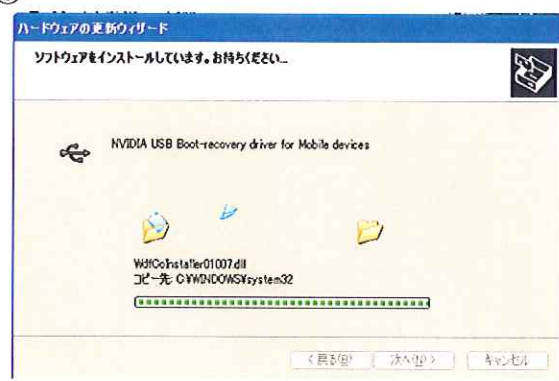 ハードウェアの更新ウィザード
ソフトウェアをインストールしています。お待ちください...
NVIDIA USB Boot-recovery driver for Mobile devices
WdfCoInstaller01007.dll
コピー先: C:¥WINDOWS¥system32
< 戻る(B)
次へ(N) >
キャンセル